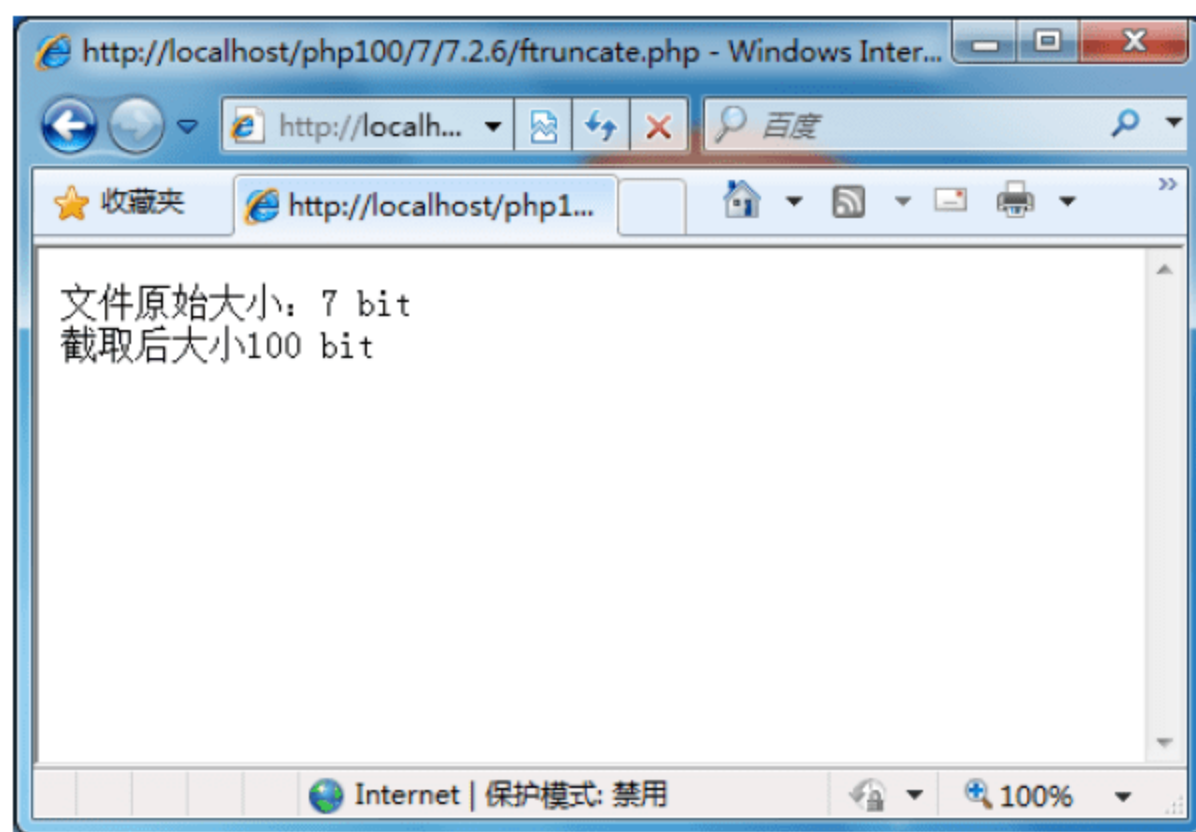 http://localhost/php100/7/7.2.6/ftruncate.php - Windows Inter...
http://localh...
百度
收藏夹
http://localhost/php1...
文件原始大小：7 bit
截取后大小100 bit
Internet | 保护模式: 禁用
100%